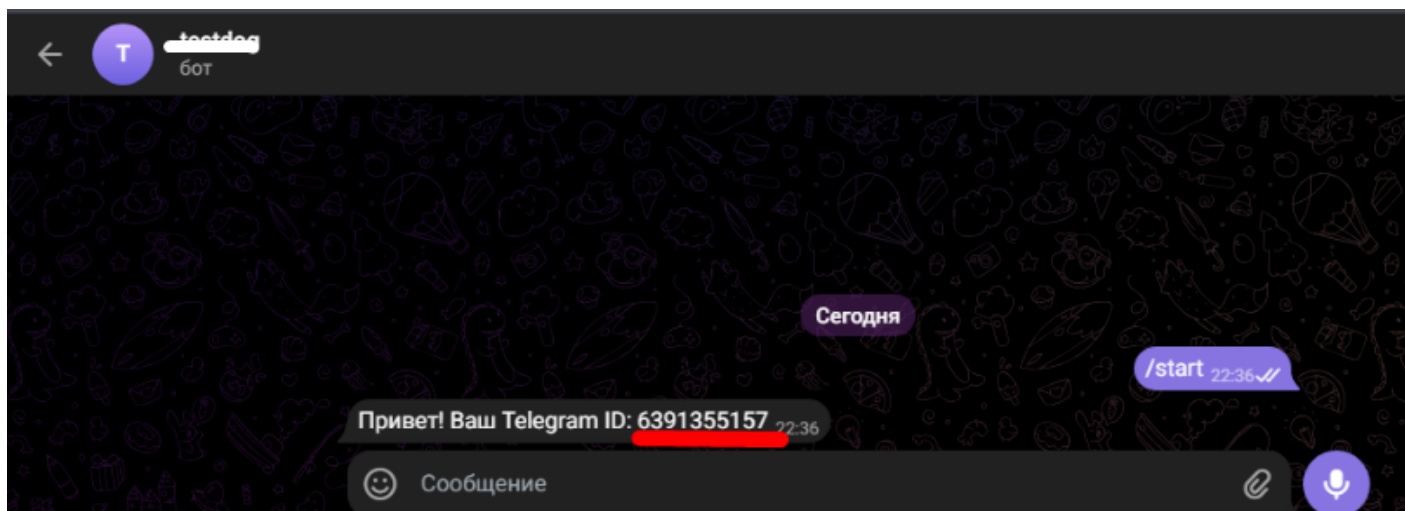 T
бот
Сегодня
/start 22:36
Привет! Ваш Telegram ID: 6391355157 22:36
Сообщение